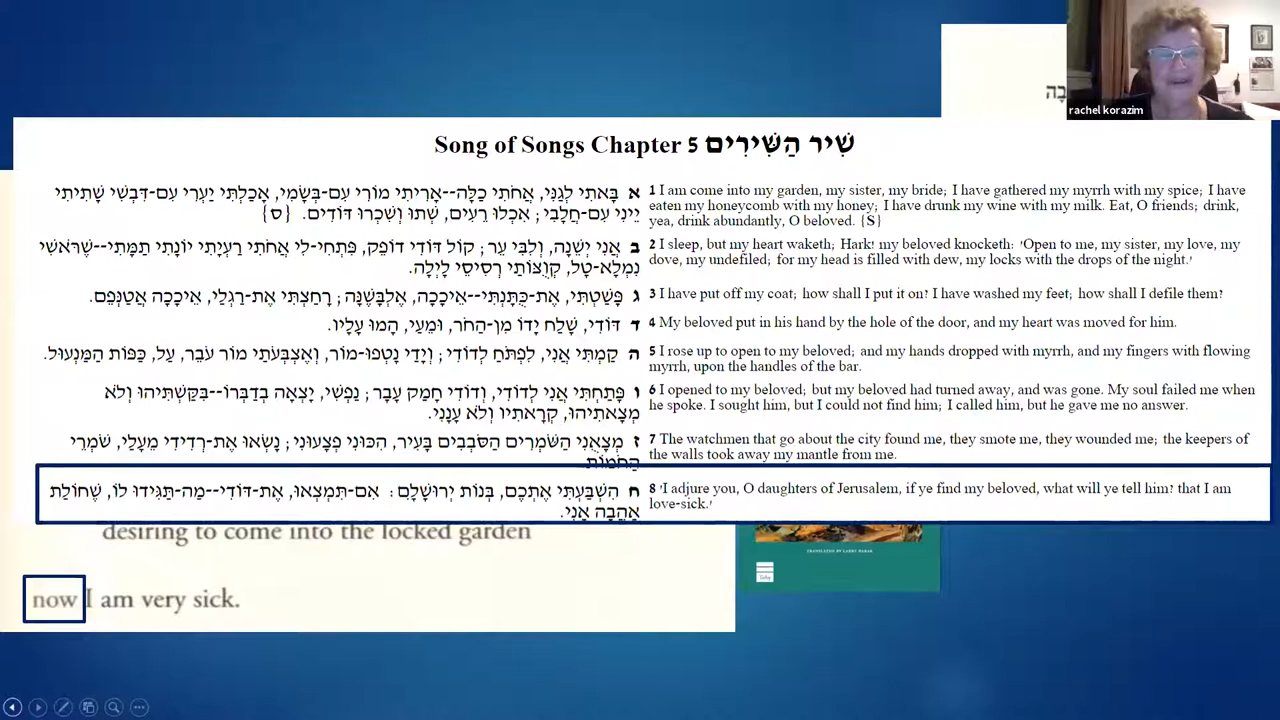 בָה
rachel korazim
Song of Songs Chapter 5 שִׁיר הַשִּׁירִים
א בָּאתִי לְגַנִּי, אֲחֹתִי כַלָּה--אָרִיתִי מוֹרִי עִם-בְּשָׂמִי, אָכַלְתִּי יַעְרִי עִם-דִּבְשִׁי שָׁתִיתִי
יֵינִי עִם-חֲלָבִי; אִכְלוּ רֵעִים, שְׁתוּ וְשִׁכְרוּ דּוֹדִים. {ס}
1 I am come into my garden, my sister, my bride; I have gathered my myrrh with my spice; I have
eaten my honeycomb with my honey; I have drunk my wine with my milk. Eat, O friends; drink,
yea, drink abundantly, O beloved. {S}
ב אֲנִי יְשֵׁנָה, וְלִבִּי עֵר; קוֹל דּוֹדִי דוֹפֵק, פִּתְחִי-לִי אֲחֹתִי רַעְיָתִי יוֹנָתִי תַמָּתִי--שֶׁרֹּאשִׁי
נִמְלָא-טָל, קְוֻצּוֹתַי רְסִיסֵי לָיְלָה.
2 I sleep, but my heart waketh; Hark! my beloved knocketh: 'Open to me, my sister, my love, my
dove, my undefiled; for my head is filled with dew, my locks with the drops of the night.'
ג פָּשַׁטְתִּי, אֶת-כֻּתָּנְתִּי--אֵיכָכָה, אֶלְבָּשֶׁנָּה; רָחַצְתִּי אֶת-רַגְלַי, אֵיכָכָה אֲטַנְּפֵם.
3 I have put off my coat; how shall I put it on? I have washed my feet; how shall I defile them?
ד דּוֹדִי, שָׁלַח יָדוֹ מִן-הַחֹר, וּמֵעַי, הָמוּ עָלָיו.
4 My beloved put in his hand by the hole of the door, and my heart was moved for him.
ה קַמְתִּי אֲנִי, לִפְתֹּחַ לְדוֹדִי; וְיָדַי נָטְפוּ-מוֹר, וְאֶצְבְּעֹתַי מוֹר עֹבֵר, עַל, כַּפּוֹת הַמַּנְעוּל.
5 I rose up to open to my beloved; and my hands dropped with myrrh, and my fingers with flowing
myrrh, upon the handles of the bar.
ו פָּתַחְתִּי אֲנִי לְדוֹדִי, וְדוֹדִי חָמַק עָבָר; נַפְשִׁי, יָצְאָה בְדַבְּרוֹ--בִּקַּשְׁתִּיהוּ וְלֹא
מְצָאתִיהוּ, קְרָאתִיו וְלֹא עָנָנִי.
6 I opened to my beloved; but my beloved had turned away, and was gone. My soul failed me when
he spoke. I sought him, but I could not find him; I called him, but he gave me no answer.
ז מְצָאֻנִי הַשֹּׁמְרִים הַסֹּבְבִים בָּעִיר, הִכּוּנִי פְצָעוּנִי; נָשְׂאוּ אֶת-רְדִידִי מֵעָלַי, שֹׁמְרֵי
הַחֹמוֹת.
7 The watchmen that go about the city found me, they smote me, they wounded me; the keepers of
the walls took away my mantle from me.
ח הִשְׁבַּעְתִּי אֶתְכֶם, בְּנוֹת יְרוּשָׁלִָם: אִם-תִּמְצְאוּ, אֶת-דּוֹדִי--מַה-תַּגִּידוּ לוֹ, שֶׁחוֹלַת
אַהֲבָה אָנִי.
8 'I adjure you, O daughters of Jerusalem, if ye find my beloved, what will ye tell him? that I am
love-sick.'
desiring to come into the locked garden
now I am very sick.
TRANSLATED BY LARRY BARAK